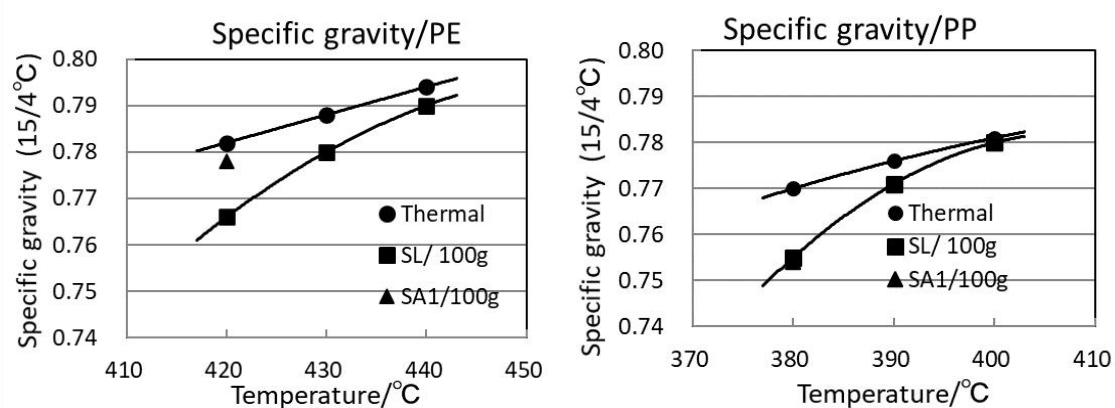 Specific gravity/PE
Specific gravity (15/4°C)
0.80
0.79
0.78
0.77
0.76
0.75
0.74
Thermal
SL/ 100g
SA1/100g
410 420 430 440 450
Temperature/°C
Specific gravity/PP
Specific gravity (15/4°C)
0.80
0.79
0.78
0.77
0.76
0.75
0.74
Thermal
SL/ 100g
SA1/100g
370 380 390 400 410
Temperature/°C